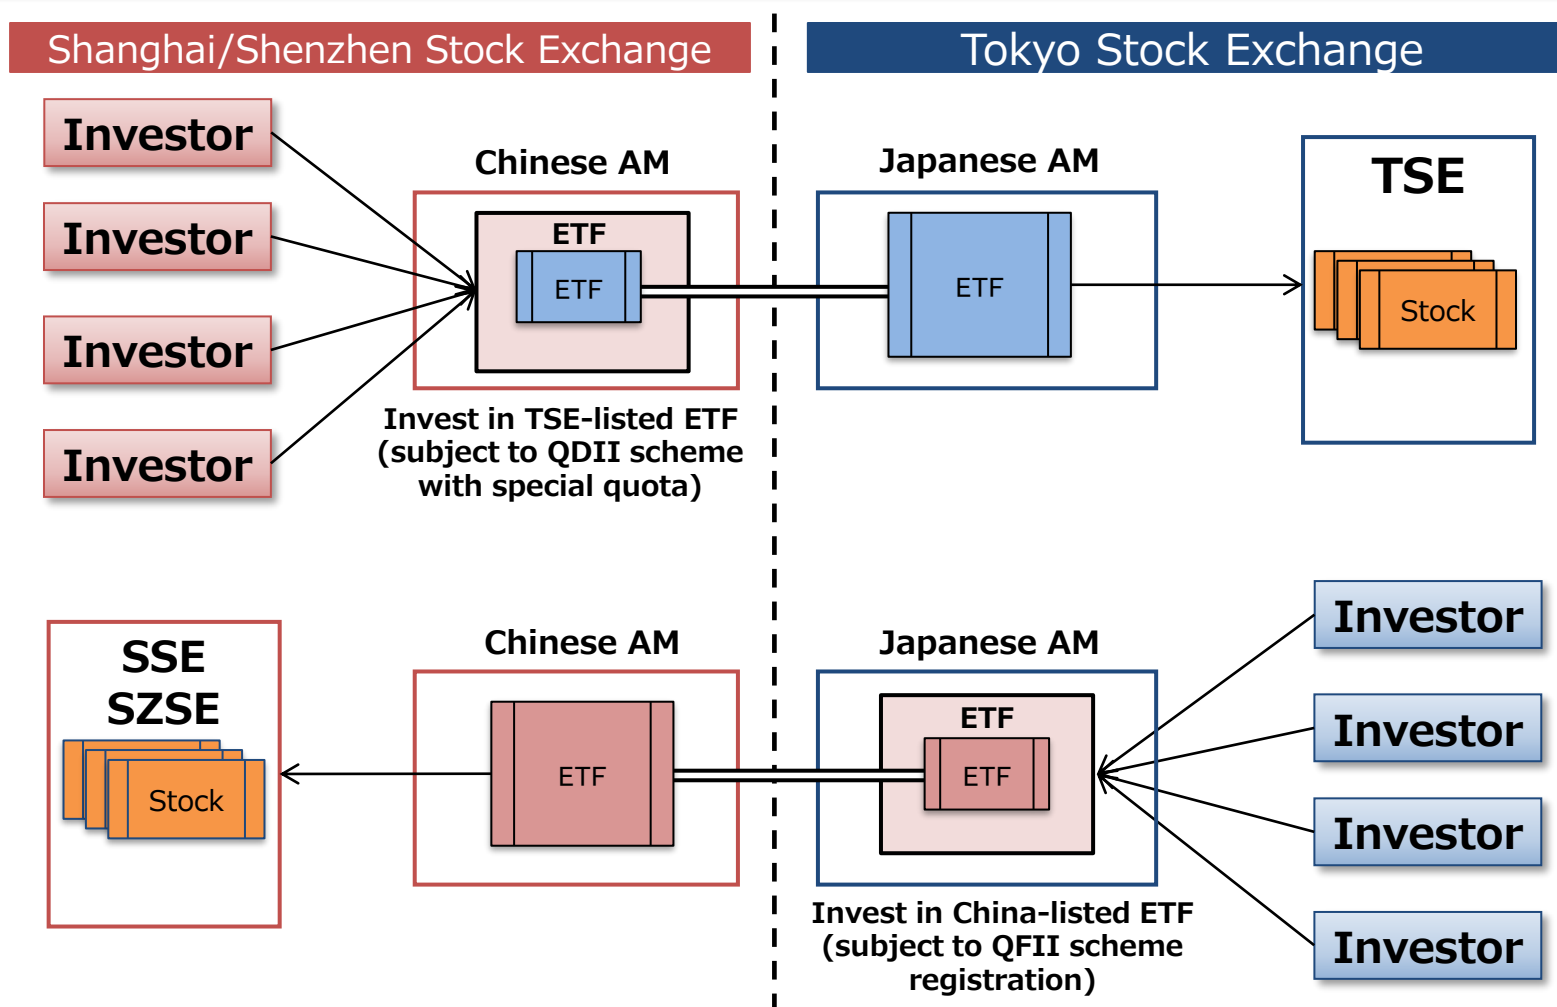 Shanghai/Shenzhen Stock Exchange
Tokyo Stock Exchange
Investor
Investor
Investor
Investor
Chinese AM
ETF
ETF
Invest in TSE-listed ETF
(subject to QDII scheme
with special quota)
Japanese AM
ETF
TSE
Stock
SSE
SZSE
Stock
Chinese AM
ETF
Japanese AM
ETF
ETF
Invest in China-listed ETF
(subject to QFII scheme
registration)
Investor
Investor
Investor
Investor